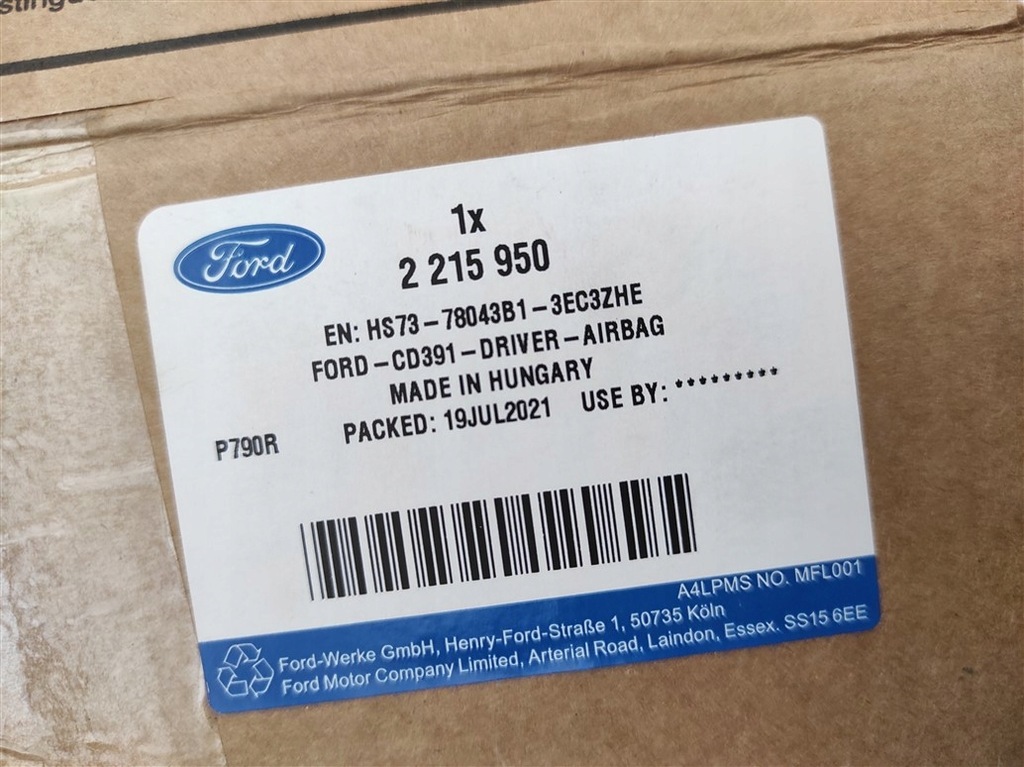 Ford
1x
2 215 950
EN: HS73-78043B1-3EC3ZHE
FORD-CD391-DRIVER-AIRBAG
MADE IN HUNGARY
PACKED: 19JUL2021 USE BY: *********
P790R
A4LPMS NO. MFL001
Ford-Werke GmbH, Henry-Ford-Straße 1, 50735 Köln
Ford Motor Company Limited, Arterial Road, Laindon, Essex. SS15 6EE